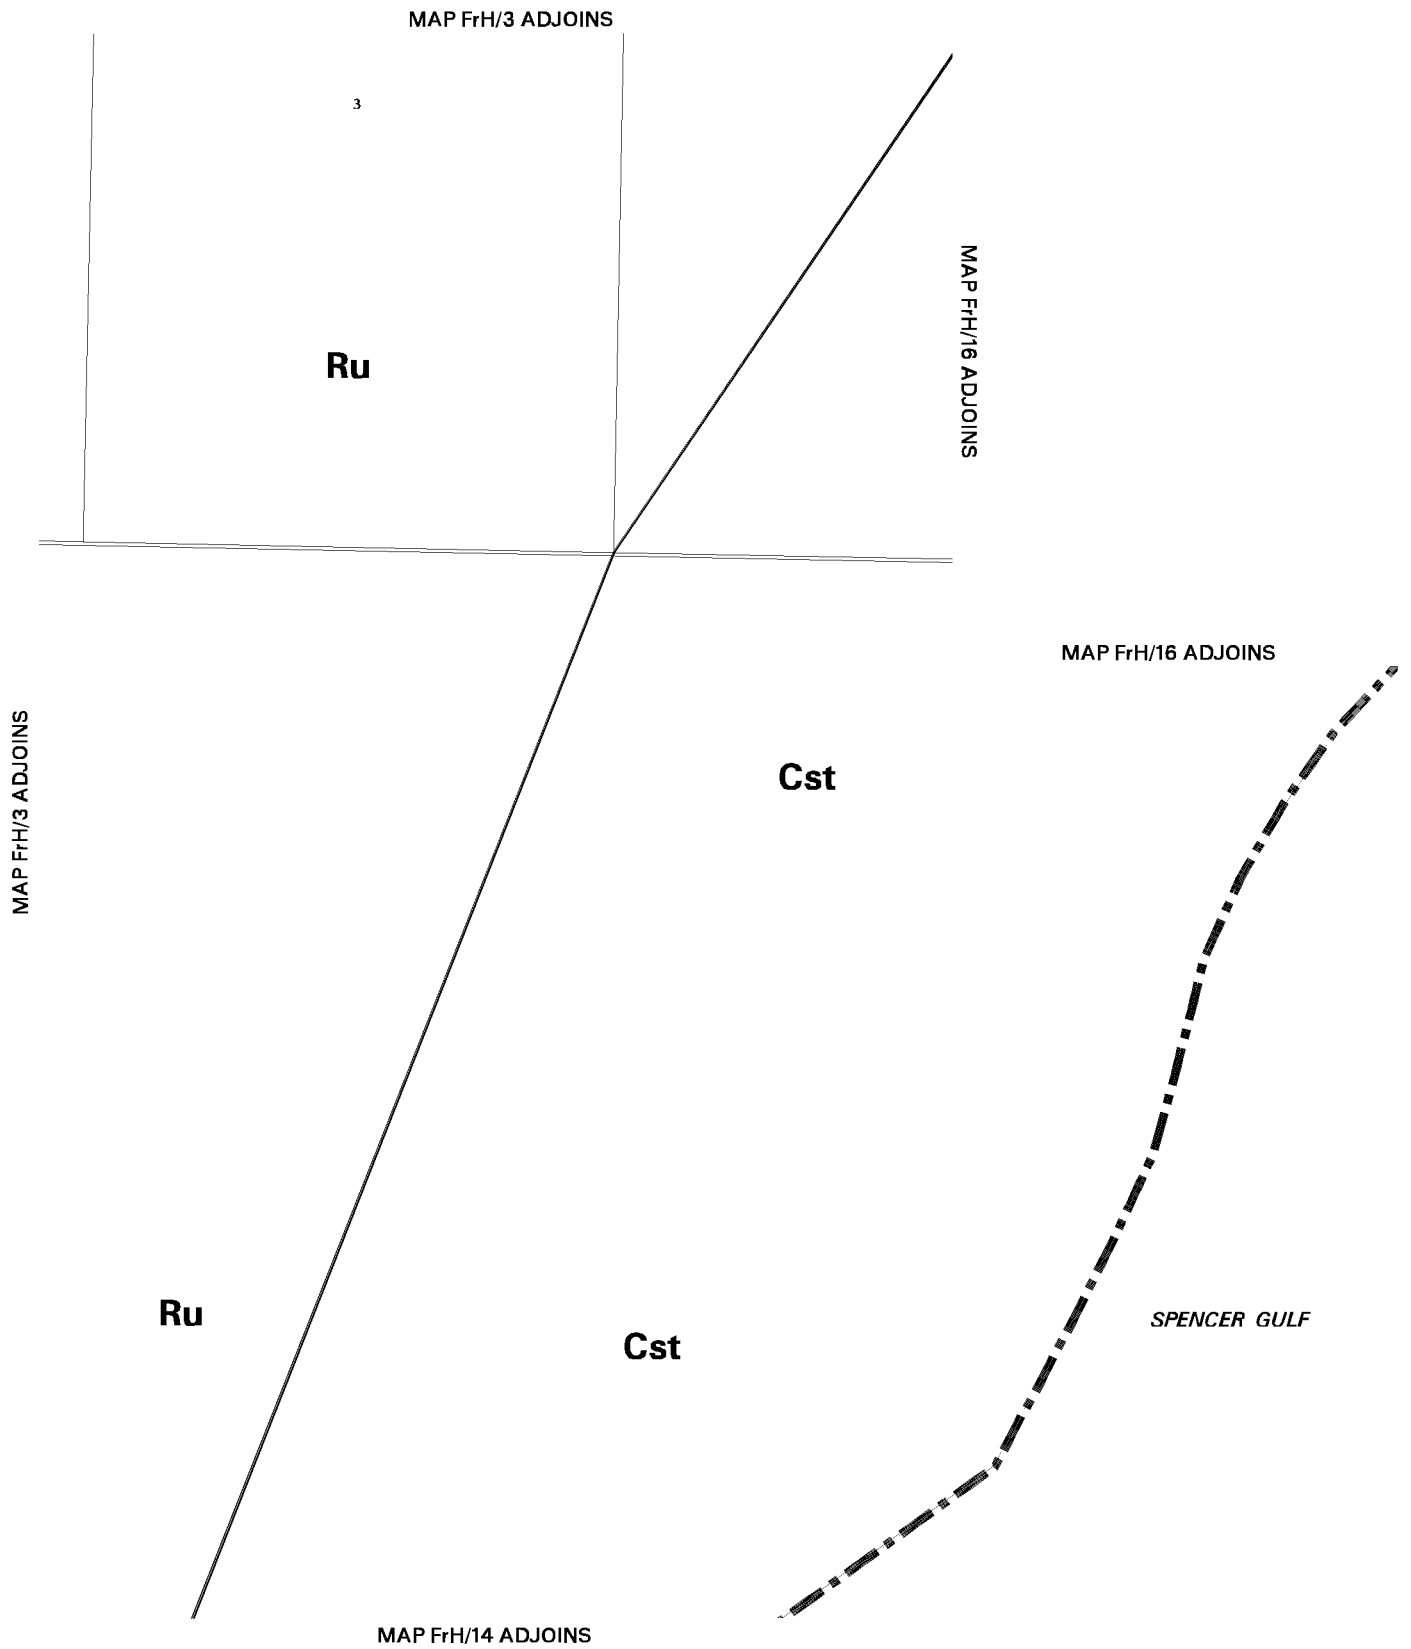 MAP FrH/3 ADJOINS
3
MAP FrH/16 ADJOINS
Ru
MAP FrH/16 ADJOINS
MAP FrH/3 ADJOINS
Cst
Ru
SPENCER GULF
Cst
MAP FrH/14 ADJOINS